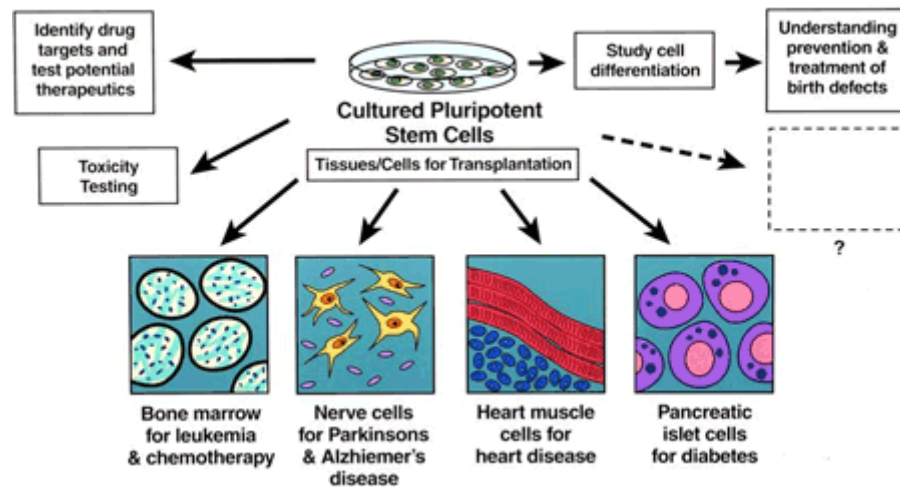 Identify drug
targets and
test potential
therapeutics
Study cell
differentiation
Understanding
prevention &
treatment of
birth defects
Cultured Pluripotent
Stem Cells
Toxicity
Testing
Tissues/Cells for Transplantation
?
Bone marrow
for leukemia
& chemotherapy
Nerve cells
for Parkinsons
& Alzhiemer's
disease
Heart muscle
cells for
heart disease
Pancreatic
islet cells
for diabetes